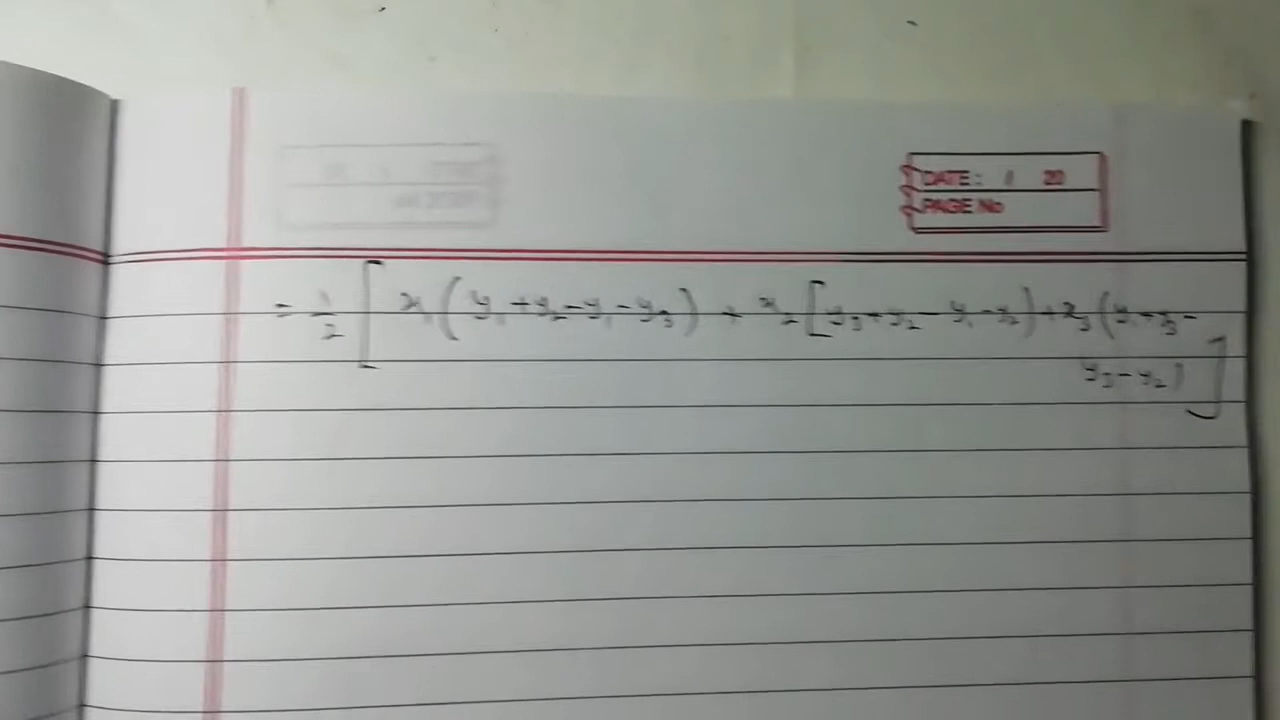 DATE : / 20
PAGE No
= 1/2 [ x₁ ( y₁ + y₂ - y₁ - y₃ ) + x₂ [ y₃ + y₂ - y₁ - y₂ ) + x₃ ( y₁ - y₃ -
y₃ - y₂ ) ]